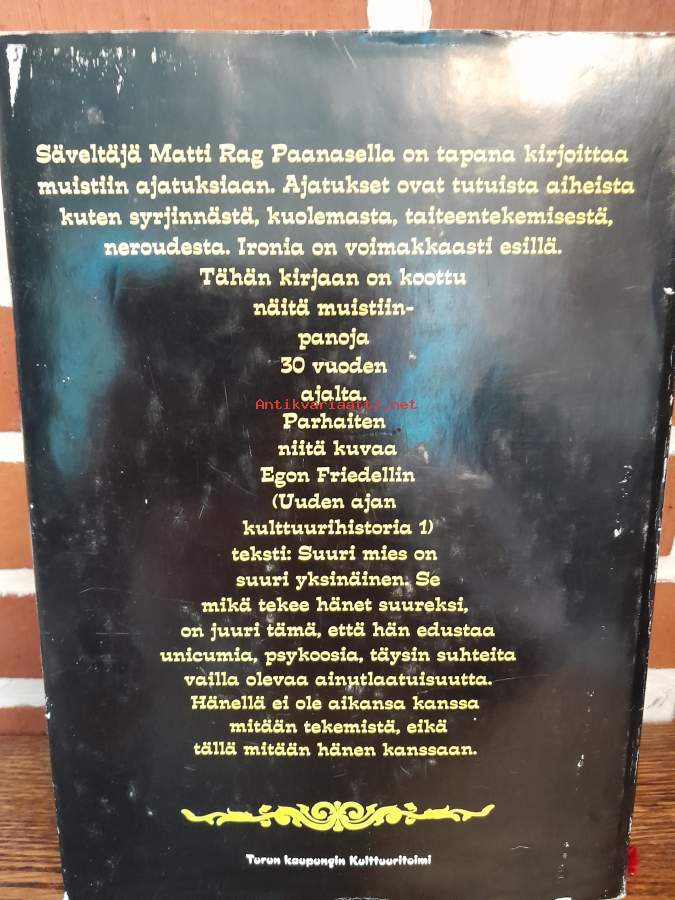 Säveltäjä Matti Rag Paanasella on tapana kirjoittaa
muistiin ajatuksiaan. Ajatukset ovat tutuista aiheista
kuten syrjinnästä, kuolemasta, taiteentekemisestä,
neroudesta. Ironia on voimakkaasti esillä.
Tähän kirjaan on koottu
näitä muistiin-
panoja
30 vuoden
ajalta.
Antikvariaatti.net
Parhaiten
niitä kuvaa
Egon Friedellin
(Uuden ajan
kulttuurihistoria 1)
teksti: Suuri mies on
suuri yksinäinen. Se
mikä tekee hänet suureksi,
on juuri tämä, että hän edustaa
unicumia, psykoosia, täysin suhteita
vailla olevaa ainutlaatuisuutta.
Hänellä ei ole aikansa kanssa
mitään tekemistä, eikä
tällä mitään hänen kanssaan.
Turun kaupungin Kulttuuritoimi